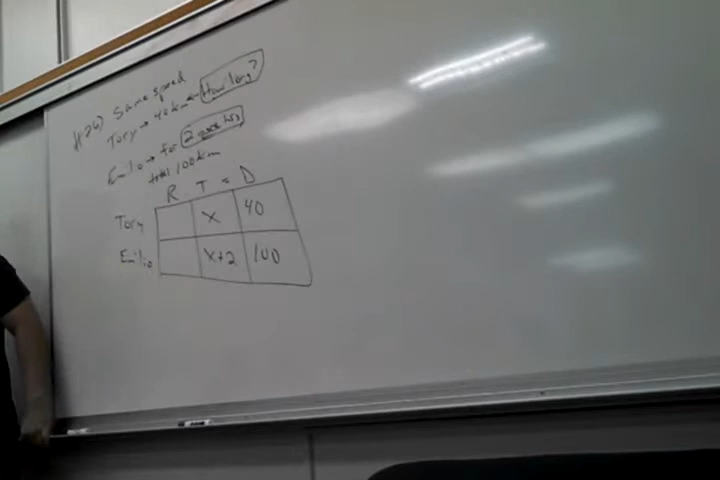 #26) Same speed
Tory → 40 km ← How long?
Emilio → for 2 hrs
total 100 km
R . T = D
Tory x 40
Emilio x+2 100